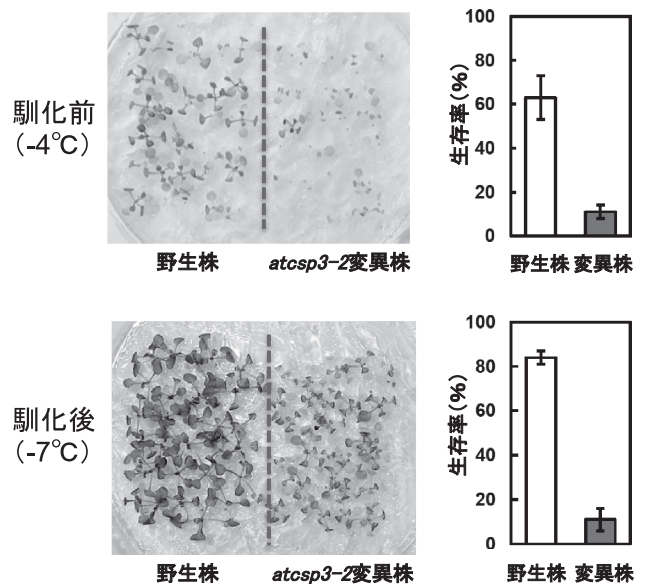 馴化前
(-4℃)
野生株 atcsp3-2変異株
生存率(%)
100
80
60
40
20
0
野生株 変異株
馴化後
(-7℃)
野生株 atcsp3-2変異株
生存率(%)
100
80
60
40
20
0
野生株 変異株